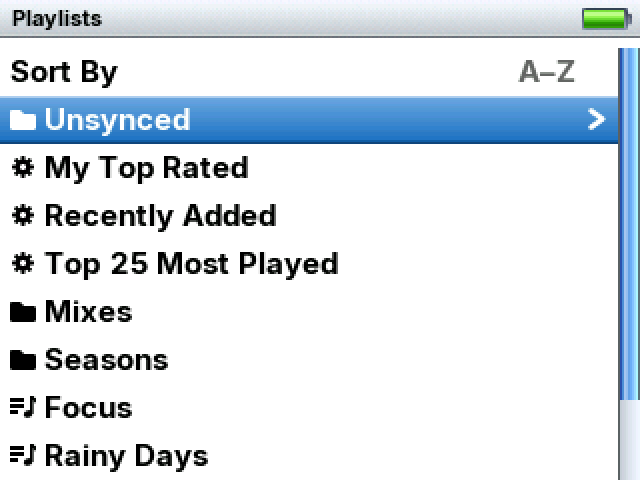 Playlists
Sort By A–Z
Unsynced
My Top Rated
Recently Added
Top 25 Most Played
Mixes
Seasons
Focus
Rainy Days